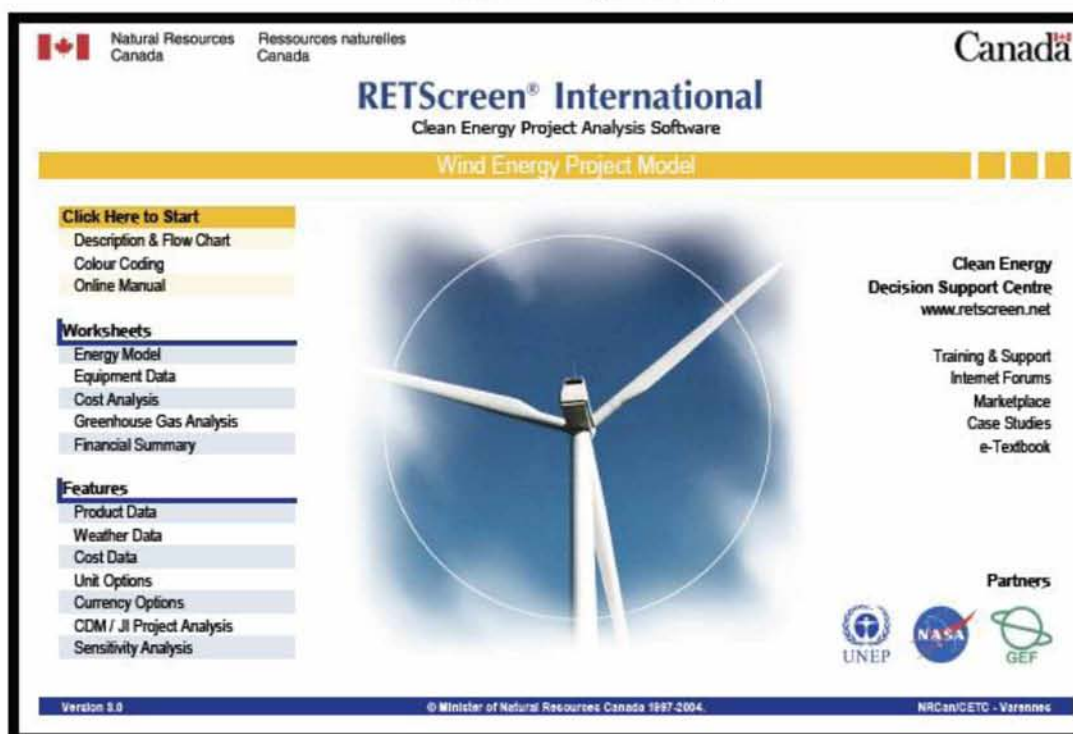 Natural Resources Canada
Ressources naturelles Canada
Canada
RETScreen® International
Clean Energy Project Analysis Software
Wind Energy Project Model
Click Here to Start
Description & Flow Chart
Colour Coding
Online Manual
Worksheets
Energy Model
Equipment Data
Cost Analysis
Greenhouse Gas Analysis
Financial Summary
Features
Product Data
Weather Data
Cost Data
Unit Options
Currency Options
CDM / JI Project Analysis
Sensitivity Analysis
Clean Energy
Decision Support Centre
www.retscreen.net
Training & Support
Internet Forums
Marketplace
Case Studies
e-Textbook
Partners
UNEP
NASA
GEF
Version 3.0
© Minister of Natural Resources Canada 1997-2004.
NRCan/CETC - Varennes